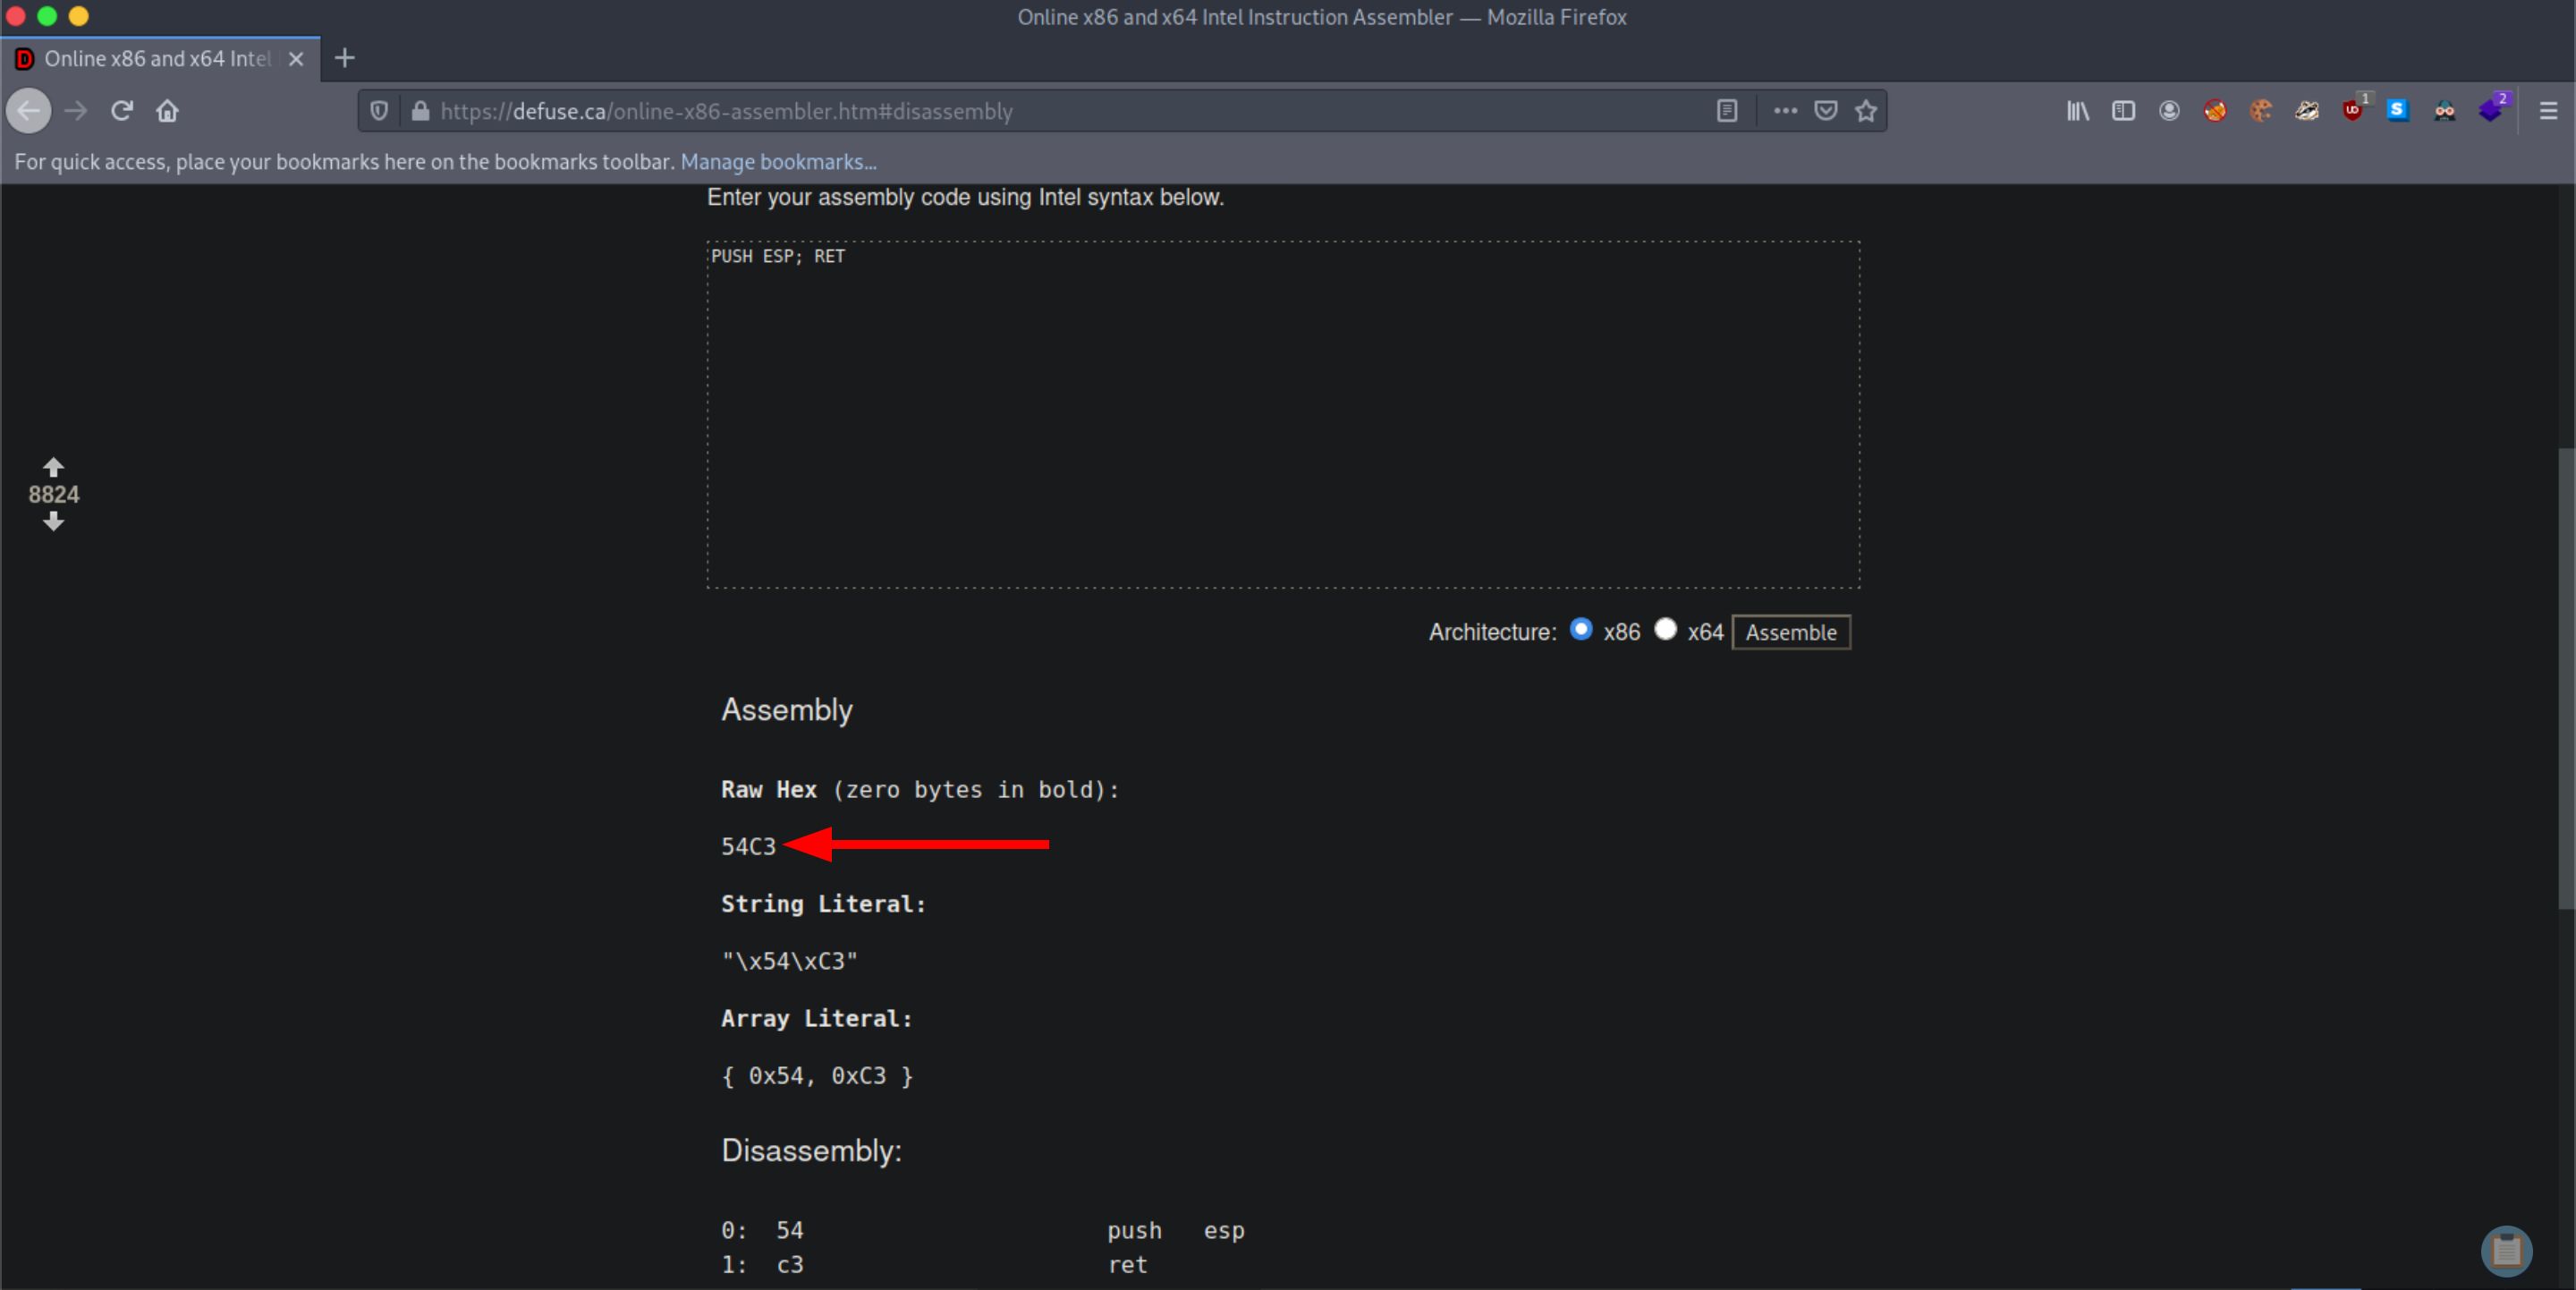 Online x86 and x64 Intel Instruction Assembler — Mozilla Firefox
Online x86 and x64 Intel
https://defuse.ca/online-x86-assembler.htm#disassembly
1
2
For quick access, place your bookmarks here on the bookmarks toolbar. Manage bookmarks...
Enter your assembly code using Intel syntax below.
PUSH ESP; RET
8824
Architecture: x86 x64 Assemble
Assembly
Raw Hex (zero bytes in bold):
54C3
String Literal:
"\x54\xC3"
Array Literal:
{ 0x54, 0xC3 }
Disassembly:
0: 54 push esp
1: c3 ret